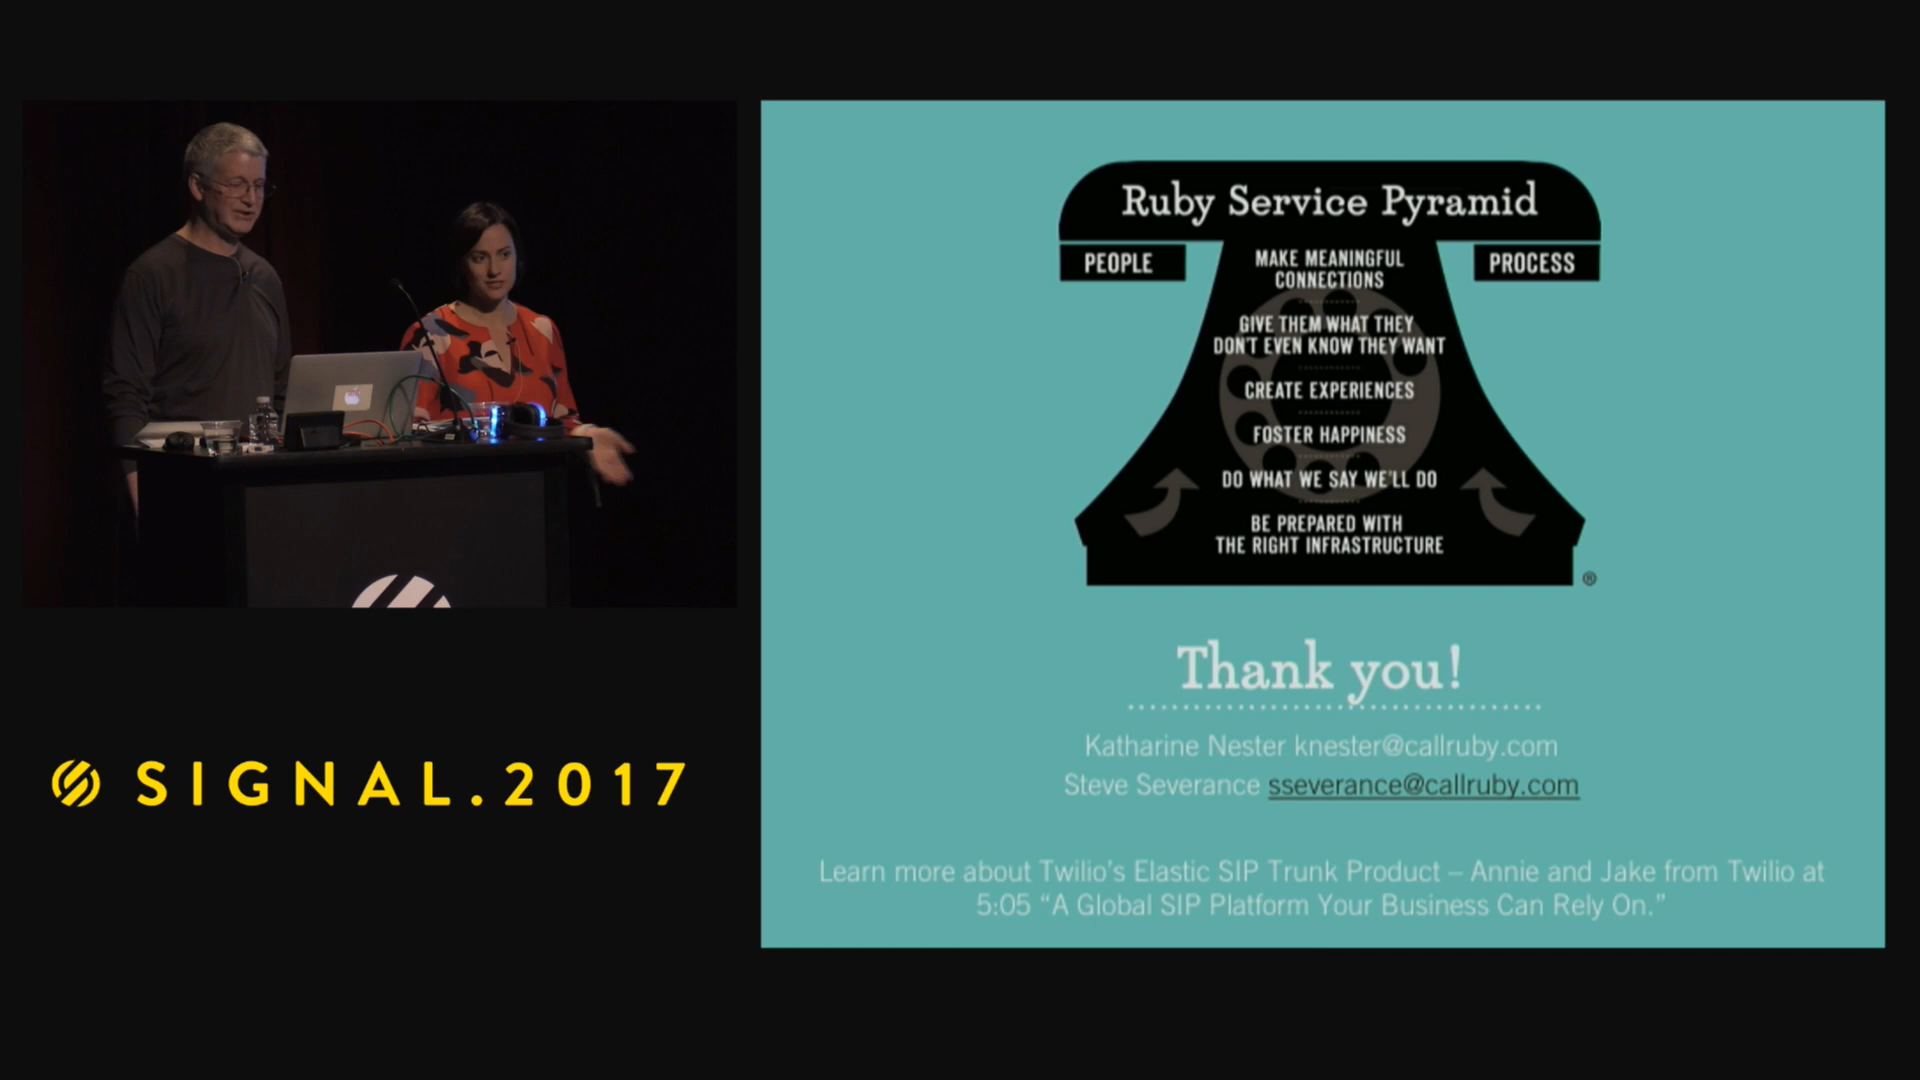 Ruby Service Pyramid
PEOPLE
PROCESS
MAKE MEANINGFUL
CONNECTIONS
GIVE THEM WHAT THEY
DON'T EVEN KNOW THEY WANT
CREATE EXPERIENCES
FOSTER HAPPINESS
DO WHAT WE SAY WE'LL DO
BE PREPARED WITH
THE RIGHT INFRASTRUCTURE
®
Thank you!
Katharine Nester knester@callruby.com
Steve Severance sseverance@callruby.com
Learn more about Twilio's Elastic SIP Trunk Product – Annie and Jake from Twilio at
5:05 “A Global SIP Platform Your Business Can Rely On.”
SIGNAL.2017